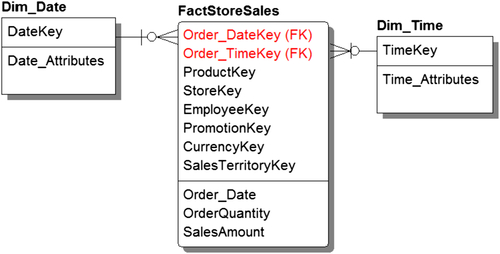 Dim_Date
DateKey
Date_Attributes
FactStoreSales
Order_DateKey (FK)
Order_TimeKey (FK)
ProductKey
StoreKey
EmployeeKey
PromotionKey
CurrencyKey
SalesTerritoryKey
Order_Date
OrderQuantity
SalesAmount
Dim_Time
TimeKey
Time_Attributes